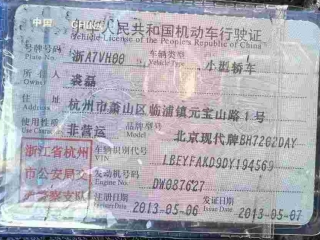 中国 CHINA 人民共和国机动车行驶证
Vehicle License of the People's Republic of China
号牌号码 浙A7VH00 车辆类型 小型轿车
Plate No. Vehicle Type
所有人 裘磊
Owner
住址 杭州市萧山区临浦镇元宝山路1号
Address
使用性质 非营运 品牌型号 北京现代牌BH7202DAY
Use Character Model
浙江省杭州 车辆识别代号 LBEYFAKD9DY194569
VIN
市公安局交 发动机号码 DW087627
Engine No.
通警察支队 注册日期 2013-05-06 发证日期 2013-05-07
Register Date Issue Date